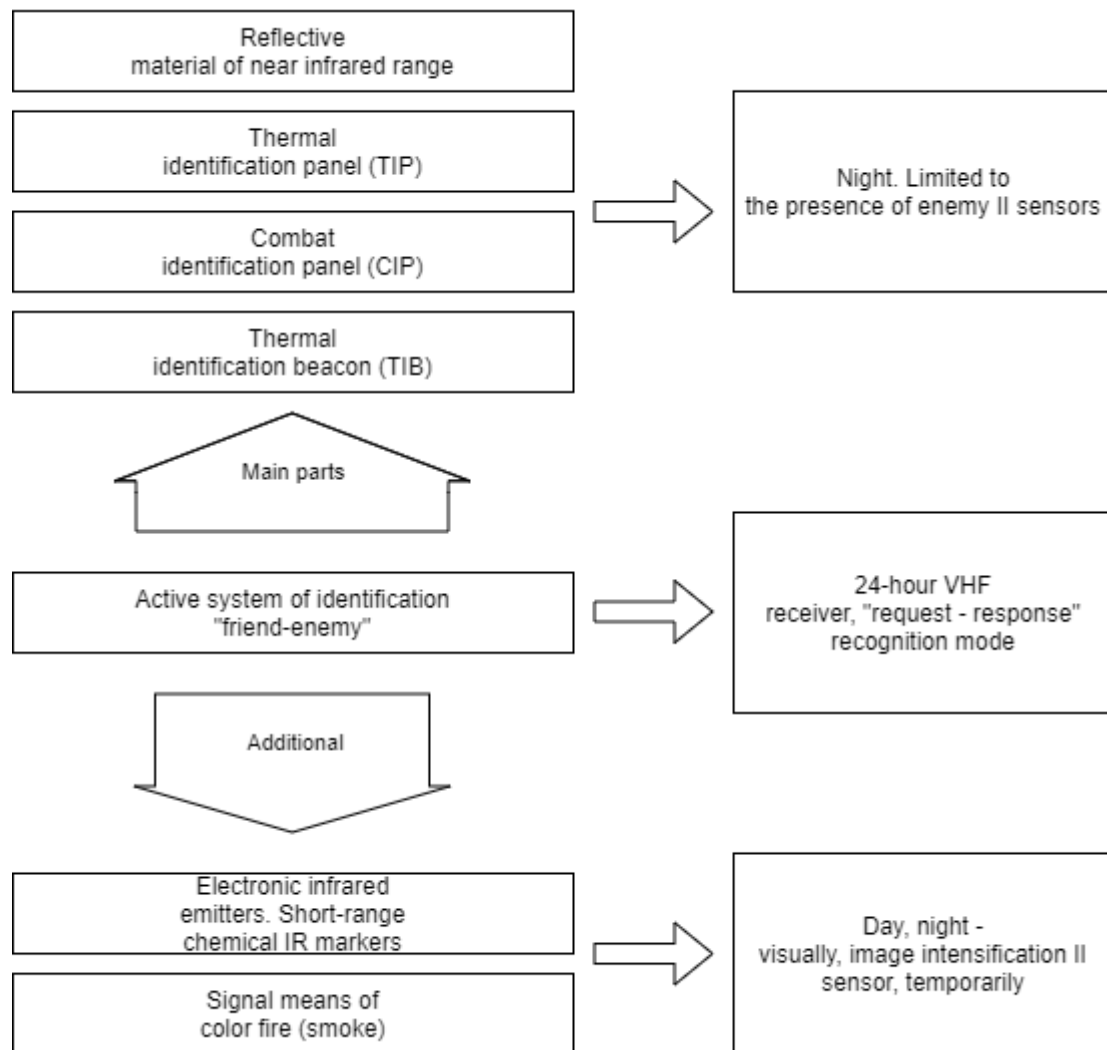 Reflective
material of near infrared range
Thermal
identification panel (TIP)
Combat
identification panel (CIP)
Thermal
identification beacon (TIB)
Night. Limited to
the presence of enemy II sensors
Main parts
Active system of identification
"friend-enemy"
24-hour VHF
receiver, "request - response"
recognition mode
Additional
Electronic infrared
emitters. Short-range
chemical IR markers
Signal means of
color fire (smoke)
Day, night -
visually, image intensification II
sensor, temporarily